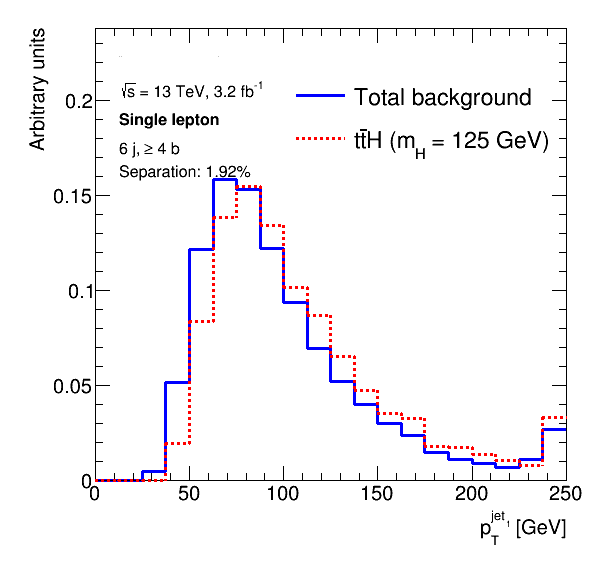 Arbitrary units
√s = 13 TeV, 3.2 fb⁻¹
Single lepton
6 j, ≥ 4 b
Separation: 1.92%
Total background
tt̄H (m_H = 125 GeV)
0.2
0.15
0.1
0.05
0
0 50 100 150 200 250
p_T^jet₁ [GeV]